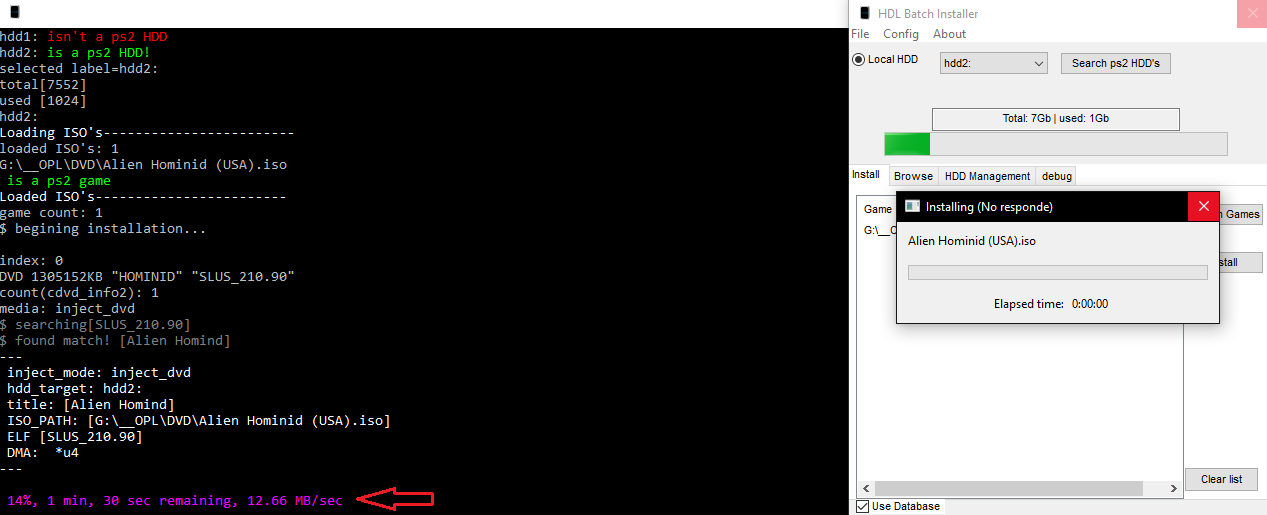 hdd1: isn't a ps2 HDD
hdd2: is a ps2 HDD!
selected label=hdd2:
total[7552]
used [1024]
hdd2:
Loading ISO's------------------------
loaded ISO's: 1
G:\__OPL\DVD\Alien Hominid (USA).iso
is a ps2 game
Loaded ISO's------------------------
game count: 1
$ begining installation...
index: 0
DVD 1305152KB "HOMINID" "SLUS_210.90"
count(cdvd_info2): 1
media: inject_dvd
$ searching[SLUS_210.90]
$ found match! [Alien Homind]
---
inject_mode: inject_dvd
hdd_target: hdd2:
title: [Alien Homind]
ISO_PATH: [G:\__OPL\DVD\Alien Hominid (USA).iso]
ELF [SLUS_210.90]
DMA:  *u4
---
14%, 1 min, 30 sec remaining, 12.66 MB/sec
HDL Batch Installer
File Config About
Local HDD hdd2: Search ps2 HDD's
Total: 7Gb | used: 1Gb
Install Browse HDD Management debug
Game
G:\__O
Games
Installing (No responde)
Alien Hominid (USA).iso
Elapsed time: 0:00:00
Clear list
Use Database